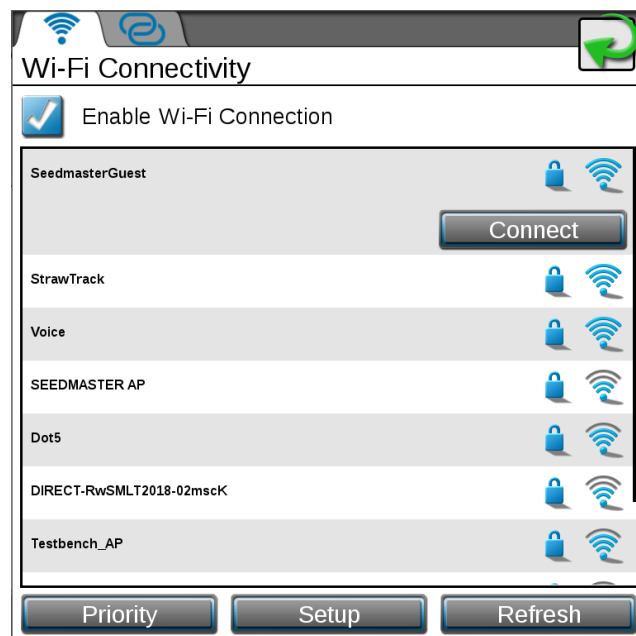 Wi-Fi Connectivity
Enable Wi-Fi Connection
SeedmasterGuest
Connect
StrawTrack
Voice
SEEDMASTER AP
Dot5
DIRECT-RwSMLT2018-02mscK
Testbench_AP
Priority Setup Refresh